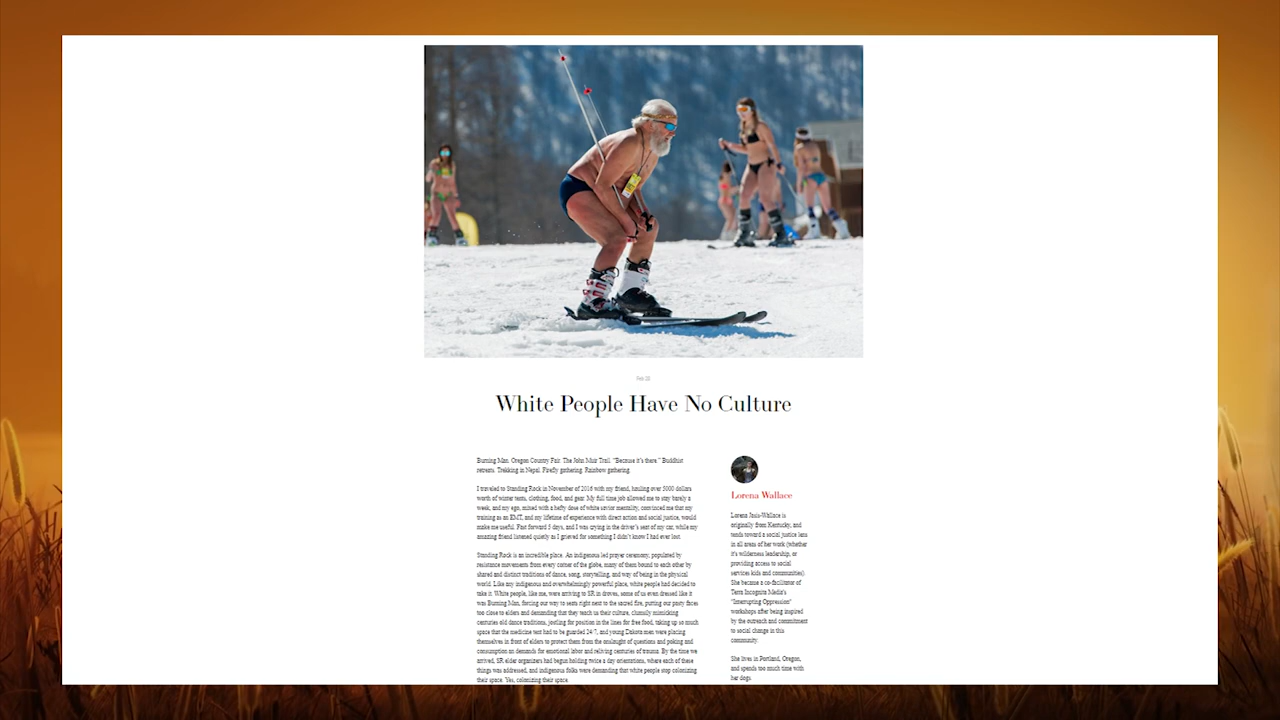 Feb 28
White People Have No Culture
Burning Man. Oregon Country Fair. The John Muir Trail. "Because it's there." Buddhist
retreats. Trekking in Nepal. Firefly gathering. Rainbow gathering.
I traveled to Standing Rock in November of 2016 with my friend, hauling over 5000 dollars
worth of winter tents, clothing, food, and gear. My full time job allowed me to stay barely a
week, and my ego, mixed with a hefty dose of white savior mentality, convinced me that my
training as an EMT, and my lifetime of experience with direct action and social justice, would
make me useful. Fast forward 5 days, and I was crying in the driver's seat of my car, while my
amazing friend listened quietly as I grieved for something I didn't know I had ever lost.
Standing Rock is an incredible place. An indigenous led prayer ceremony, populated by
resistance movements from every corner of the globe, many of them bound to each other by
shared and distinct traditions of dance, song, storytelling, and way of being in the physical
world. Like any indigenous and overwhelmingly powerful place, white people had decided to
take it. White people, like me, were arriving to SR in droves, some of us even dressed like it
was Burning Man, forcing our way to seats right next to the sacred fire, putting our pasty faces
too close to elders and demanding that they teach us their culture, clumsily mimicking
centuries old dance traditions, jostling for position in the lines for free food, taking up so much
space that the medicine tent had to be guarded 24/7, and young Dakota men were placing
themselves in front of elders to protect them from the onslaught of questions and poking and
consumption an demands for emotional labor and reliving centuries of trauma. By the time we
arrived, SR elder organizers had begun holding twice a day orientations, where each of these
things was addressed, and indigenous folks were demanding that white people stop colonizing
their space. Yes, colonizing their space.
Lorena Wallace
Lorena Jasis-Wallace is
originally from Kentucky, and
tends toward a social justice lens
in all areas of her work (whether
it's wilderness leadership, or
providing access to social
services kids and communities).
She became a co-facilitator of
Terra Incognita Media's
"Interrupting Oppression"
workshops after being inspired
by the outreach and commitment
to social change in this
community.
She lives in Portland, Oregon,
and spends too much time with
her dogs.